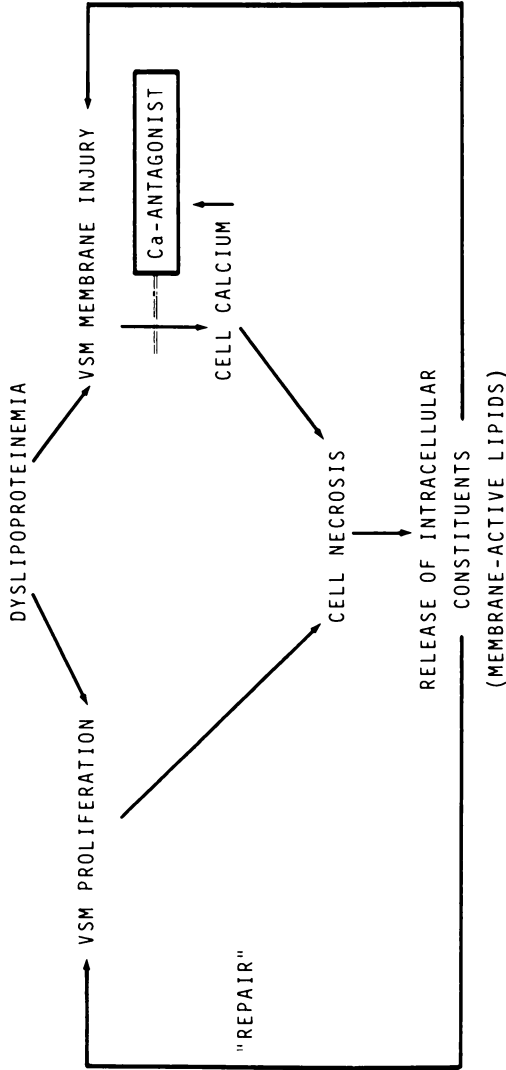 DYSLIPOPROTEINEMIA
VSM PROLIFERATION
VSM MEMBRANE INJURY
Ca-ANTAGONIST
CELL CALCIUM
"REPAIR"
CELL NECROSIS
RELEASE OF INTRACELLULAR
CONSTITUENTS
(MEMBRANE-ACTIVE LIPIDS)